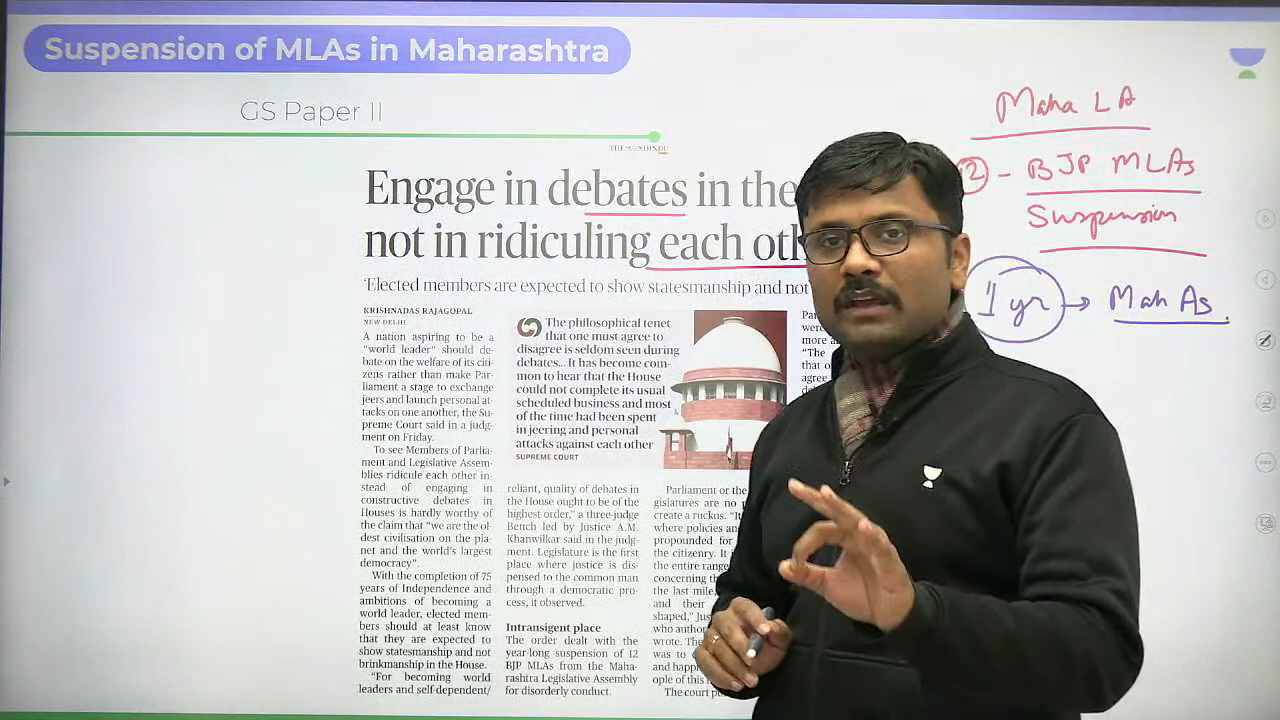 Suspension of MLAs in Maharashtra
GS Paper II
Engage in debates in the
not in ridiculing each oth
'Elected members are expected to show statesmanship and not
KRISHNADAS RAJAGOPAL
NEW DELHI
A nation aspiring to be a
"world leader" should de-
bate on the welfare of its citi-
zens rather than make Par-
liament a stage to exchange
jeers and launch personal at-
tacks on one another, the Su-
preme Court said in a judg-
ment on Friday.
To see Members of Parlia-
ment and Legislative Assem-
blies ridicule each other in-
stead of engaging in
constructive debates in
Houses is hardly worthy of
the claim that "we are the ol-
dest civilisation on the pla-
net and the world's largest
democracy".
With the completion of 75
years of Independence and
ambitions of becoming a
world leader, elected mem-
bers should at least know
that they are expected to
show statesmanship and not
brinkmanship in the House.
"For becoming world
leaders and self-dependent/
The philosophical tenet
that one must agree to
disagree is seldom seen during
debates... It has become com-
mon to hear that the House
could not complete its usual
scheduled business and most
of the time had been spent
in jeering and personal
attacks against each other
SUPREME COURT
reliant, quality of debates in
the House ought to be of the
highest order," a three-judge
Bench led by Justice A.M.
Khanwilkar said in the judg-
ment. Legislature is the first
place where justice is dis-
pensed to the common man
through a democratic pro-
cess, it observed.
Intransigent place
The order dealt with the
year-long suspension of 12
BJP MLAs from the Maha-
rashtra Legislative Assembly
for disorderly conduct.
Par
were
more a
"The
that o
agree
Parliament or the
gislatures are no
create a ruckus.
where policies an
propounded for
the citizenry. It i
the entire range
concerning th
the last mile,
and their
shaped," Jus
who author
wrote. The
was to
and happ
ople of this
The court p
Maha LA
12 - BJP MLAs
Suspension
1 yr → Mah As.